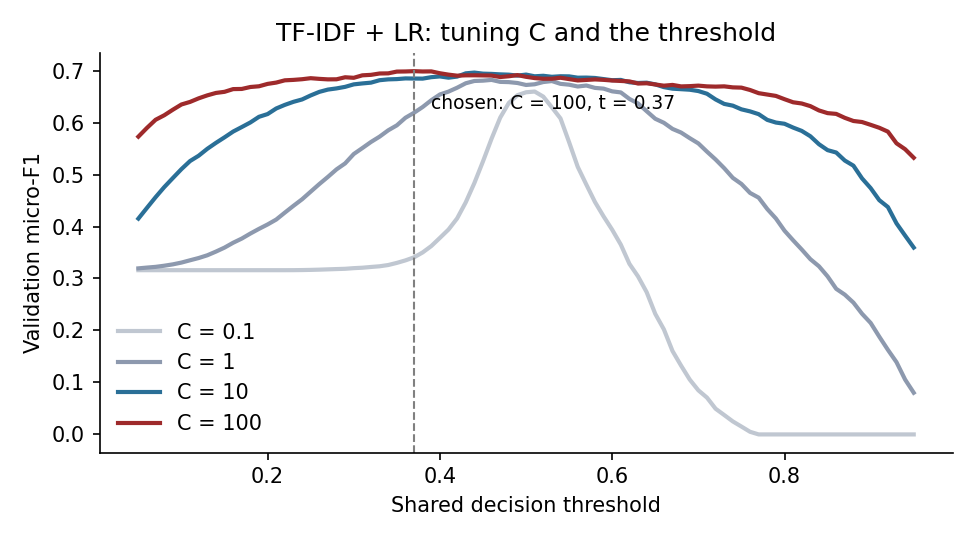 TF-IDF + LR: tuning C and the threshold
0.7
0.6
0.5
0.4
0.3
0.2
0.1
0.0
Validation micro-F1
chosen: C = 100, t = 0.37
C = 0.1
C = 1
C = 10
C = 100
0.2
0.4
0.6
0.8
Shared decision threshold